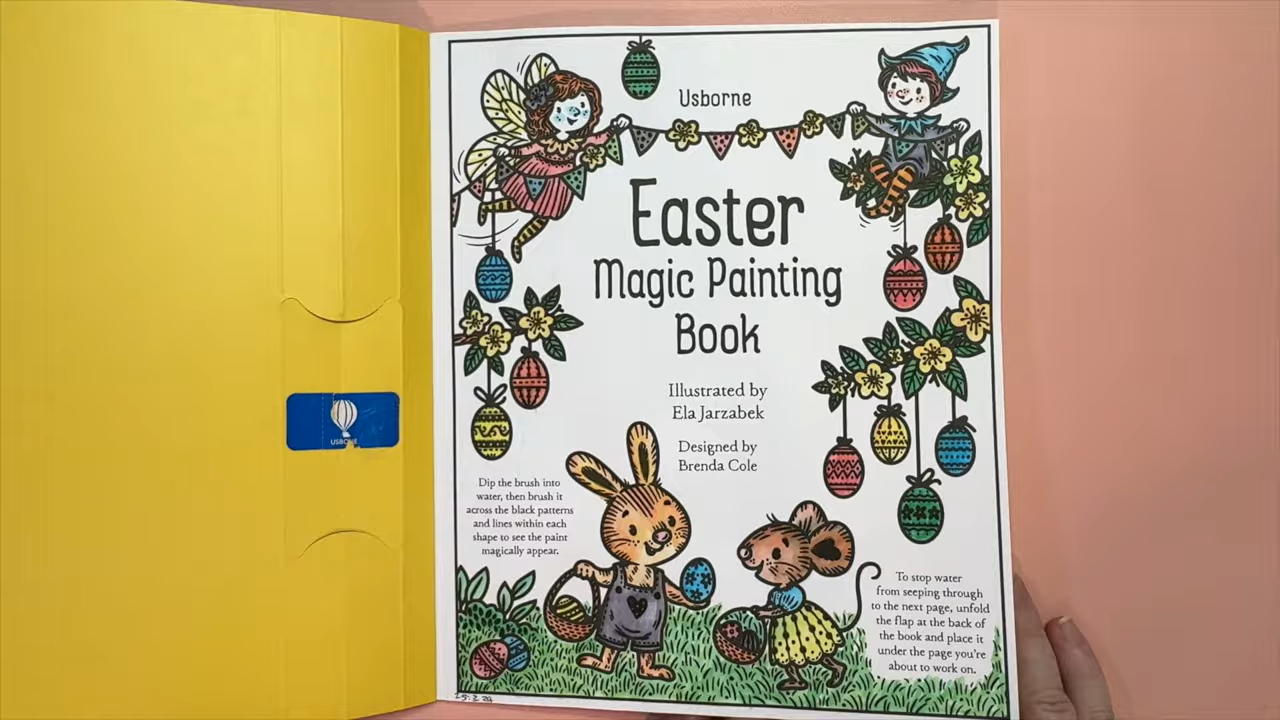 Usborne
Easter
Magic Painting
Book
Illustrated by
Ela Jarzabek
Designed by
Brenda Cole
Dip the brush into
water, then brush it
across the black patterns
and lines within each
shape to see the paint
magically appear.
To stop water
from seeping through
to the next page, unfold
the flap at the back of
the book and place it
under the page you're
about to work on.
USBORNE